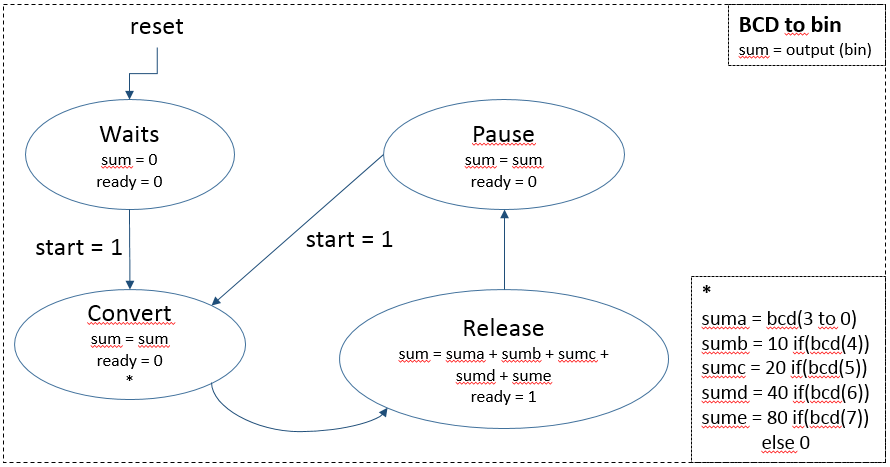 reset
BCD to bin
sum = output (bin)
Waits
sum = 0
ready = 0
Pause
sum = sum
ready = 0
start = 1
start = 1
Convert
sum = sum
ready = 0
*
Release
sum = suma + sumb + sumc +
sumd + sume
ready = 1
*
suma = bcd(3 to 0)
sumb = 10 if(bcd(4))
sumc = 20 if(bcd(5))
sumd = 40 if(bcd(6))
sume = 80 if(bcd(7))
else 0